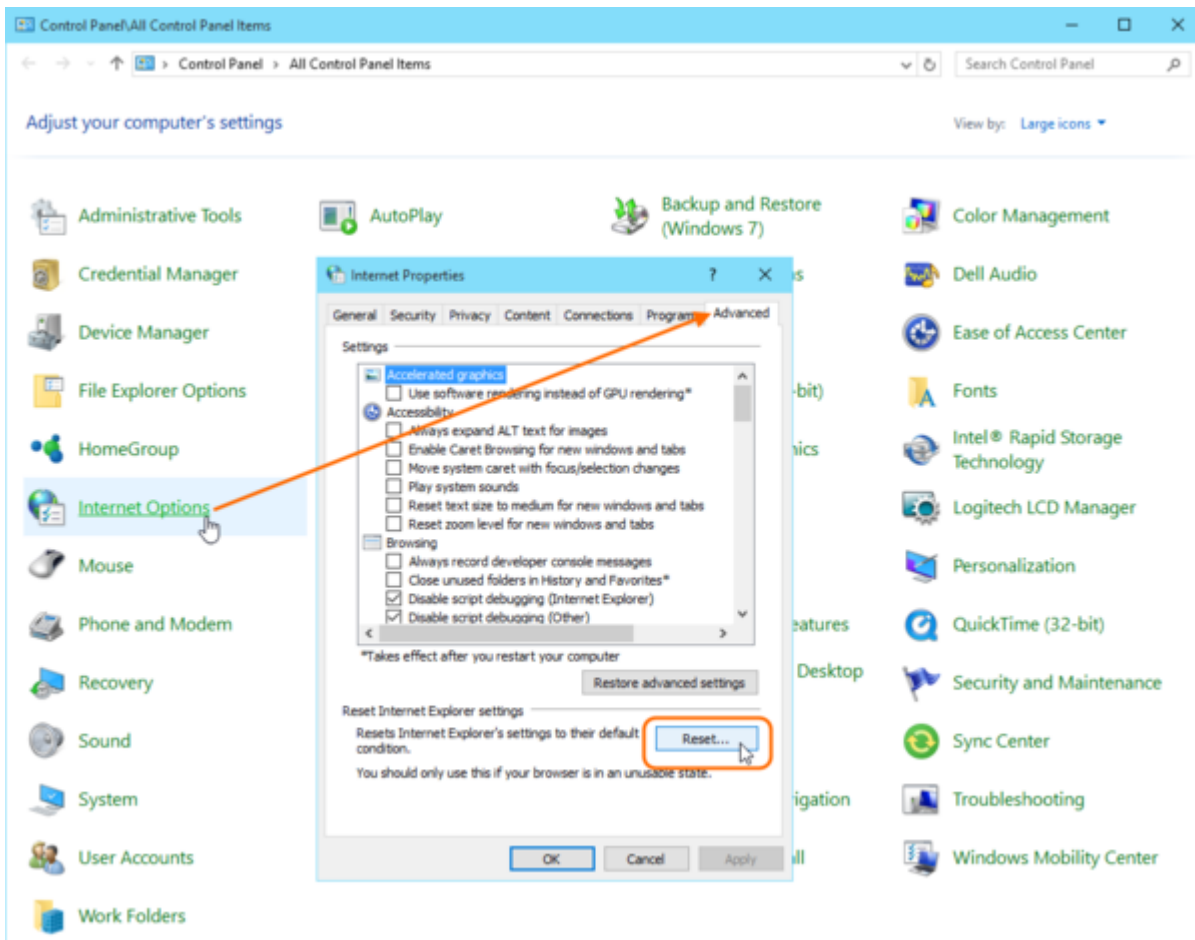 Control Panel\All Control Panel Items
Control Panel > All Control Panel Items
Search Control Panel
Adjust your computer's settings
View by: Large icons
Administrative Tools
AutoPlay
Backup and Restore
(Windows 7)
Color Management
Credential Manager
Dell Audio
Device Manager
Ease of Access Center
File Explorer Options
-bit)
Fonts
HomeGroup
Intel® Rapid Storage
Technology
Internet Options
Logitech LCD Manager
Mouse
Personalization
Phone and Modem
eatures
QuickTime (32-bit)
Recovery
Desktop
Security and Maintenance
Sound
Sync Center
System
igation
Troubleshooting
User Accounts
Windows Mobility Center
Work Folders
Internet Properties
General Security Privacy Content Connections Programs Advanced
Settings
Accelerated graphics
Use software rendering instead of GPU rendering*
Accessibility
Always expand ALT text for images
Enable Caret Browsing for new windows and tabs
Move system caret with focus/selection changes
Play system sounds
Reset text size to medium for new windows and tabs
Reset zoom level for new windows and tabs
Browsing
Always record developer console messages
Close unused folders in History and Favorites*
Disable script debugging (Internet Explorer)
Disable script debugging (Other)
*Takes effect after you restart your computer
Restore advanced settings
Reset Internet Explorer settings
Resets Internet Explorer's settings to their default
condition.
Reset...
You should only use this if your browser is in an unusable state.
OK Cancel Apply